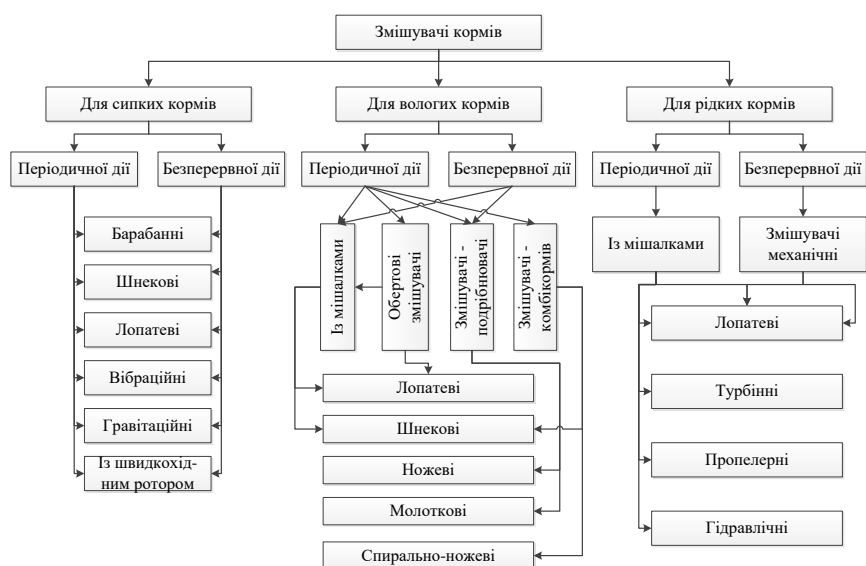 Змішувачі кормів
Для сипких кормів
Для вологих кормів
Для рідких кормів
Періодичної дії
Безперервної дії
Періодичної дії
Безперервної дії
Періодичної дії
Безперервної дії
Барабанні
Шнекові
Лопатеві
Вібраційні
Гравітаційні
Із швидкохід-
ним ротором
Із мішалками
Обертові
змішувачі
Змішувачі -
подрібнювачі
Змішувачі -
комбікормів
Лопатеві
Шнекові
Ножеві
Молоткові
Спирально-ножеві
Із мішалками
Змішувачі
механічні
Лопатеві
Турбінні
Пропелерні
Гідравлічні